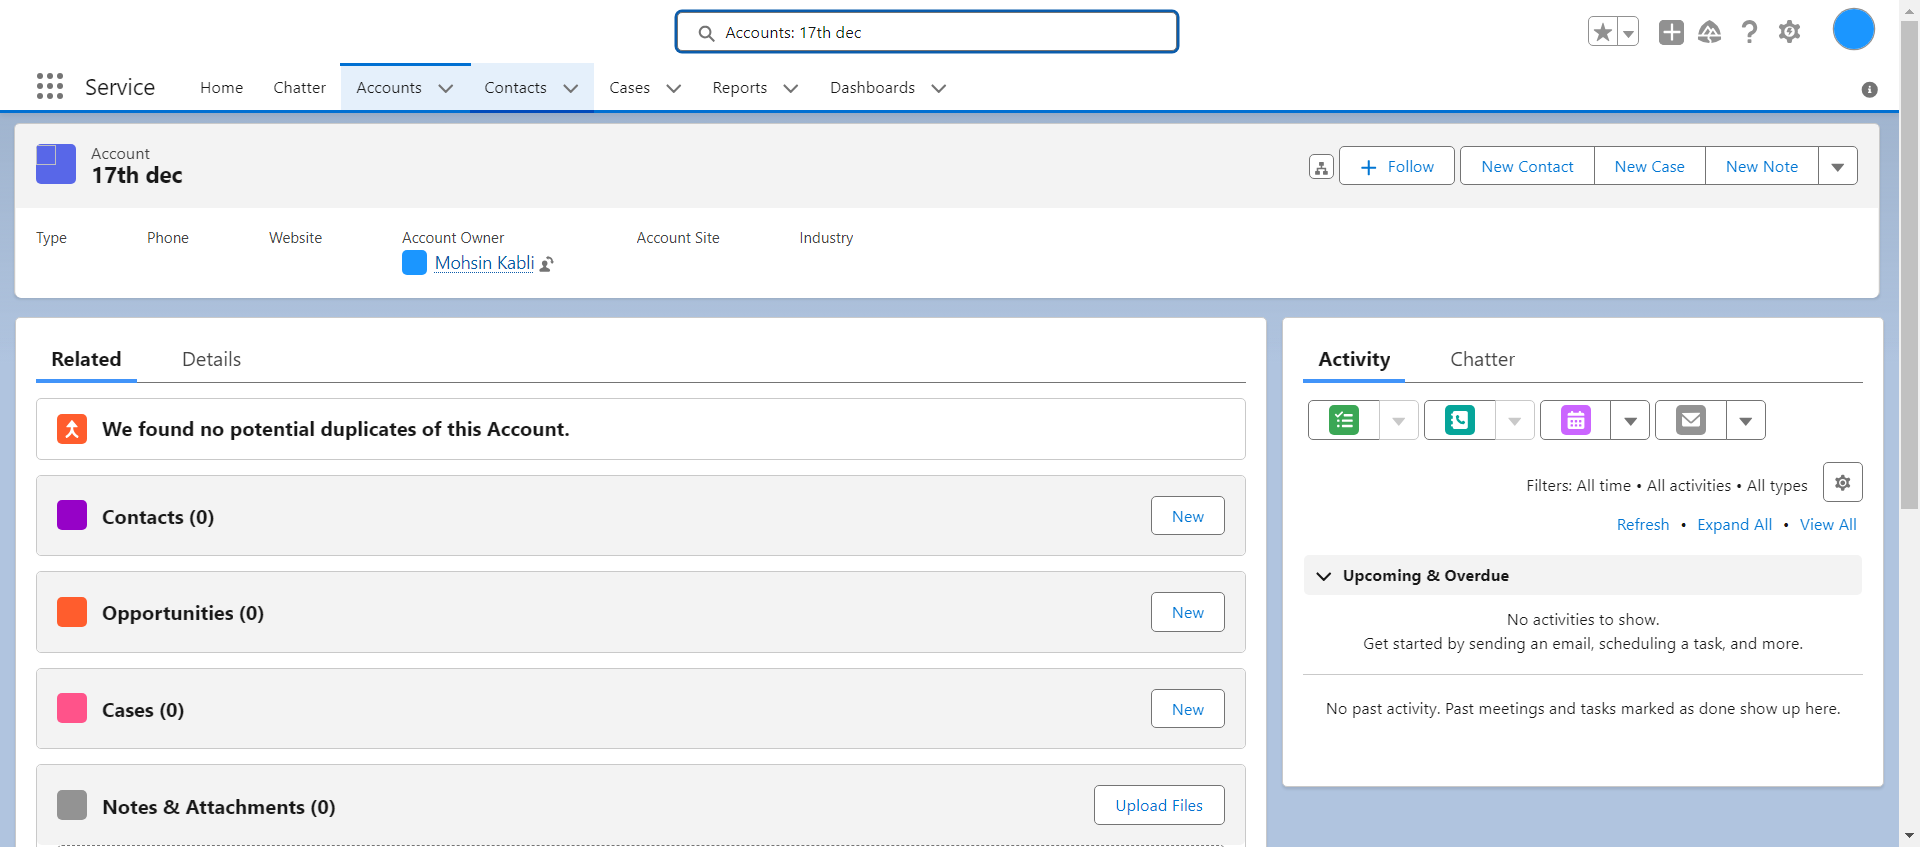 Accounts: 17th dec
Service
Home
Chatter
Accounts
Contacts
Cases
Reports
Dashboards
Account
17th dec
Follow
New Contact
New Case
New Note
Type
Phone
Website
Account Owner
Account Site
Industry
Mohsin Kabli
Related
Details
We found no potential duplicates of this Account.
Contacts (0)
New
Opportunities (0)
New
Cases (0)
New
Notes & Attachments (0)
Upload Files
Activity
Chatter
Filters: All time • All activities • All types
Refresh • Expand All • View All
Upcoming & Overdue
No activities to show.
Get started by sending an email, scheduling a task, and more.
No past activity. Past meetings and tasks marked as done show up here.